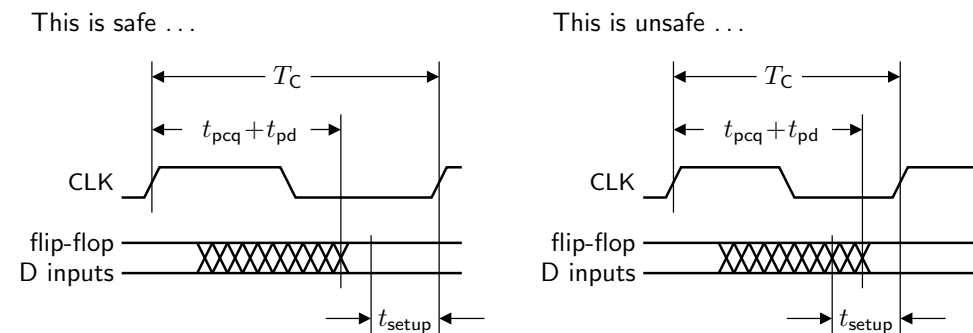 This is safe ...
T_C
t_pcq + t_pd
CLK
flip-flop
D inputs
t_setup
This is unsafe ...
T_C
t_pcq + t_pd
CLK
flip-flop
D inputs
t_setup